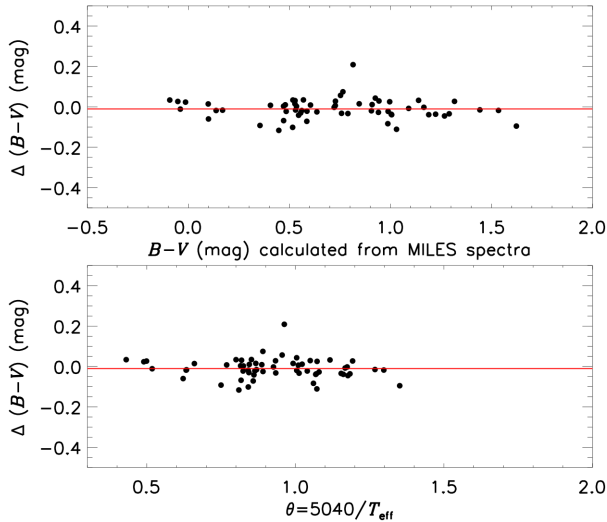 0.4
0.2
0.0
−0.2
−0.4
Δ (B−V) (mag)
−0.5 0.0 0.5 1.0 1.5 2.0
B−V (mag) calculated from MILES spectra
0.4
0.2
0.0
−0.2
−0.4
Δ (B−V) (mag)
0.5 1.0 1.5 2.0
θ=5040/T_eff